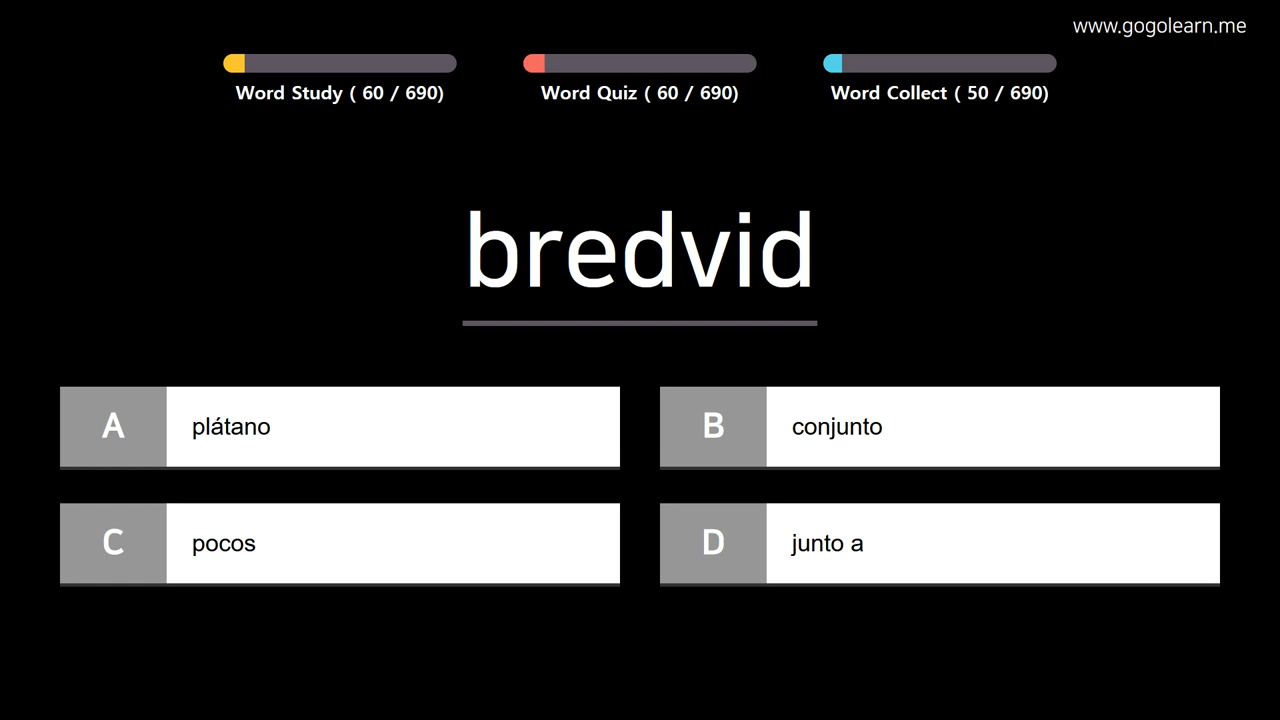 www.gogolearn.me
Word Study ( 60 / 690)
Word Quiz ( 60 / 690)
Word Collect ( 50 / 690)
bredvid
A plátano
B conjunto
C pocos
D junto a